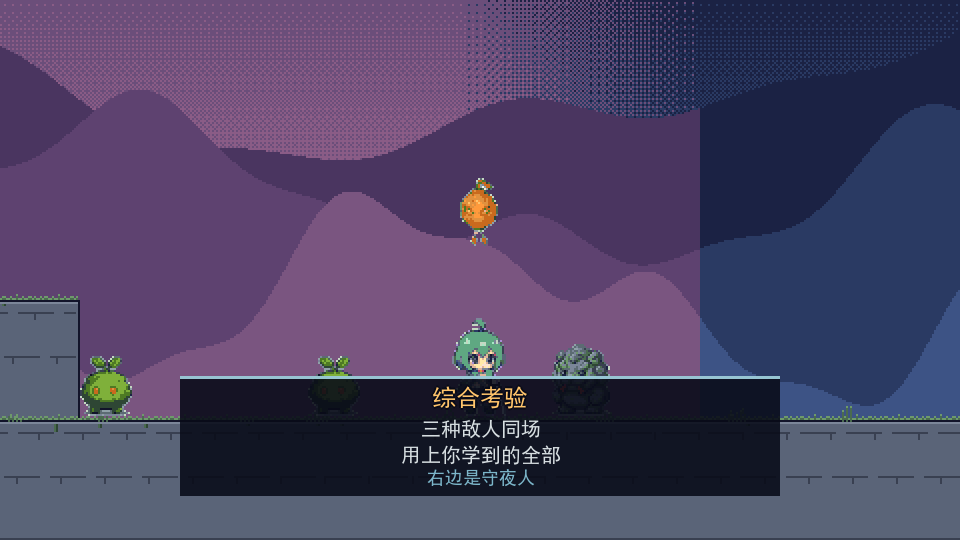 综合考验
三种敌人同场
用上你学到的全部
右边是守夜人